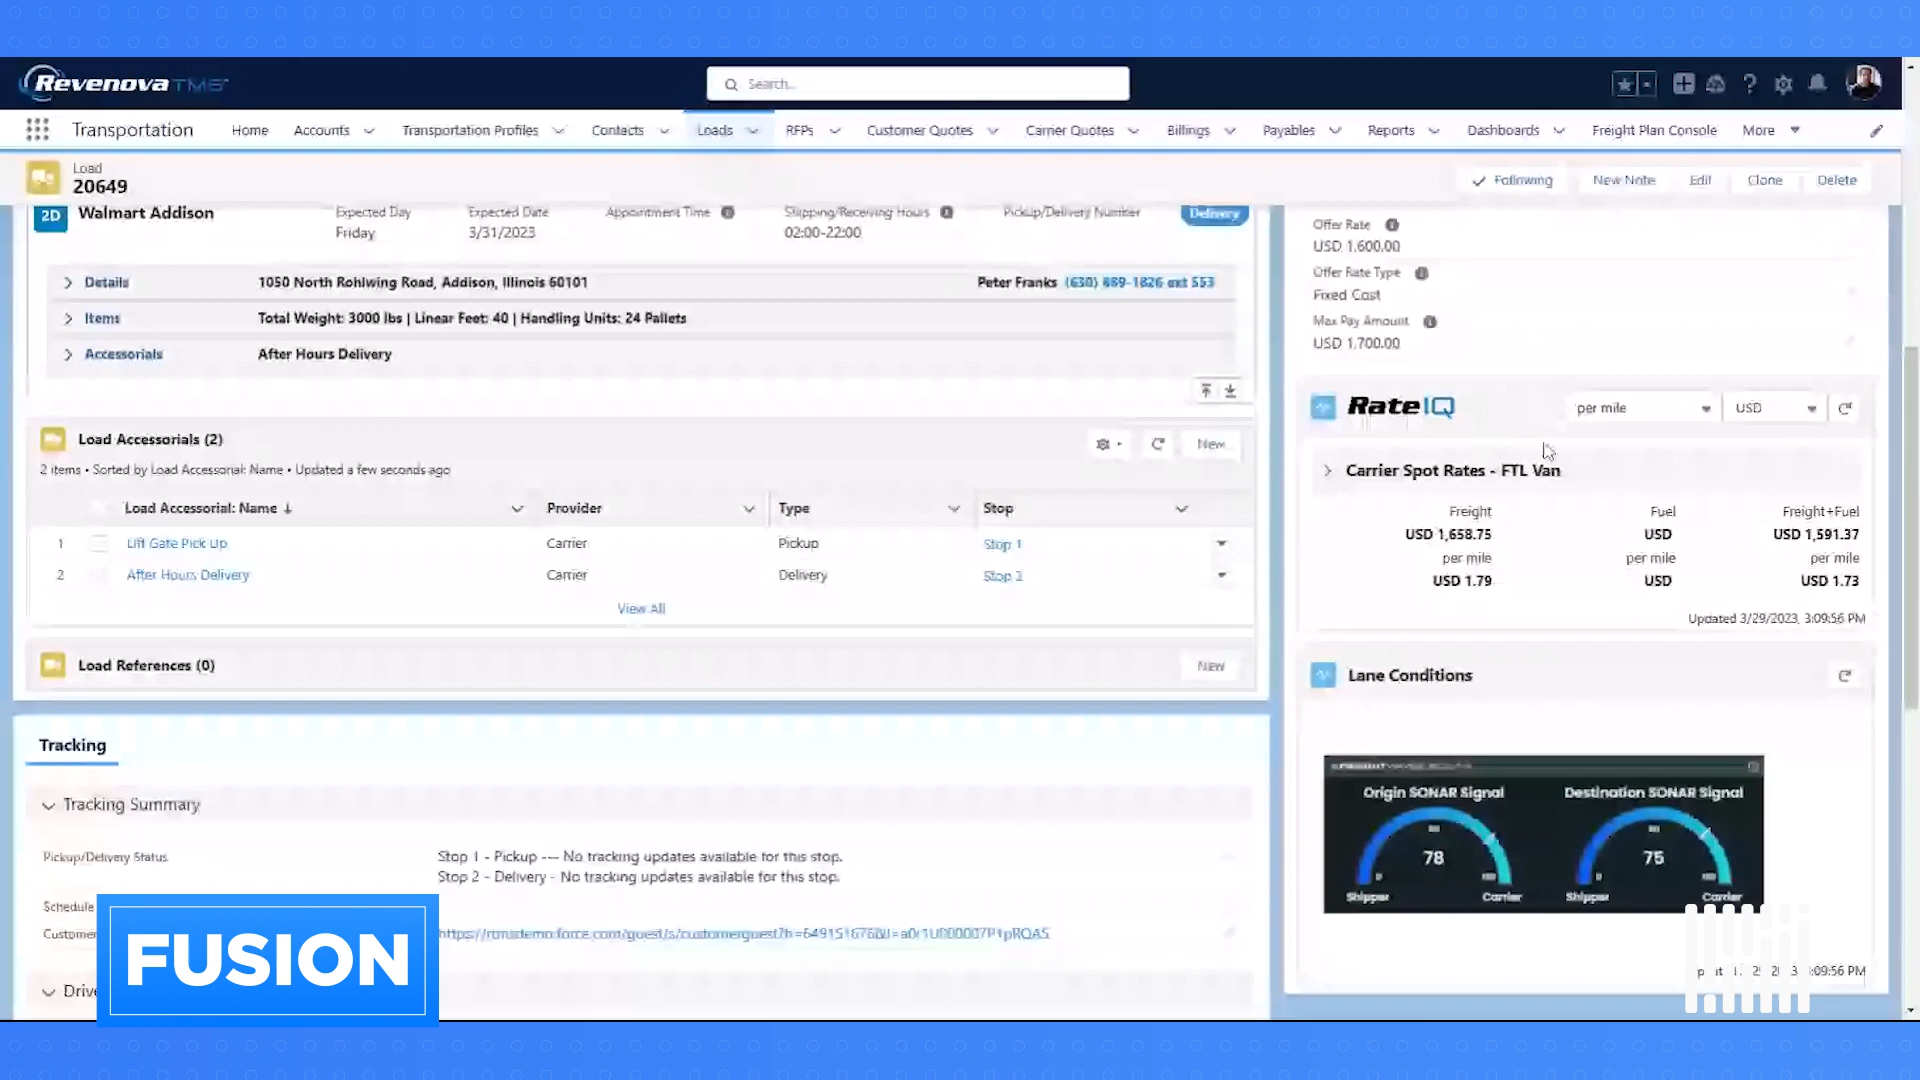 Revenova TMS
Search...
Transportation
Home
Accounts
Transportation Profiles
Contacts
Loads
RFPs
Customer Quotes
Carrier Quotes
Billings
Payables
Reports
Dashboards
Freight Plan Console
More
Load
20649
Following
New Note
Edit
Clone
Delete
2D
Walmart Addison
Expected Day
Friday
Expected Date
3/31/2023
Appointment Time
Shipping/Receiving Hours
02:00-22:00
Pickup/Delivery Number
Delivery
Details
1050 North Rohlwing Road, Addison, Illinois 60101
Peter Franks (630) 889-1826 ext 553
Items
Total Weight: 3000 lbs | Linear Feet: 40 | Handling Units: 24 Pallets
Accessorials
After Hours Delivery
Load Accessorials (2)
New
2 items • Sorted by Load Accessorial: Name • Updated a few seconds ago
Load Accessorial: Name
Provider
Type
Stop
1
Lift Gate Pick Up
Carrier
Pickup
Stop 1
2
After Hours Delivery
Carrier
Delivery
Stop 2
View All
Load References (0)
New
Tracking
Tracking Summary
Pickup/Delivery Status
Stop 1 - Pickup --- No tracking updates available for this stop.
Stop 2 - Delivery - No tracking updates available for this stop.
Schedule
Customer
FUSION
Offer Rate
USD 1,600.00
Offer Rate Type
Fixed Cost
Max Pay Amount
USD 1,700.00
RateIQ
per mile
USD
Carrier Spot Rates - FTL Van
Freight
USD 1,658.75
per mile
USD 1.79
Fuel
USD
per mile
USD
Freight+Fuel
USD 1,591.37
per mile
USD 1.73
Updated 3/29/2023, 3:09:56 PM
Lane Conditions
Origin SONAR Signal
78
Shipper
Carrier
Destination SONAR Signal
75
Shipper
Carrier
3:09:56 PM